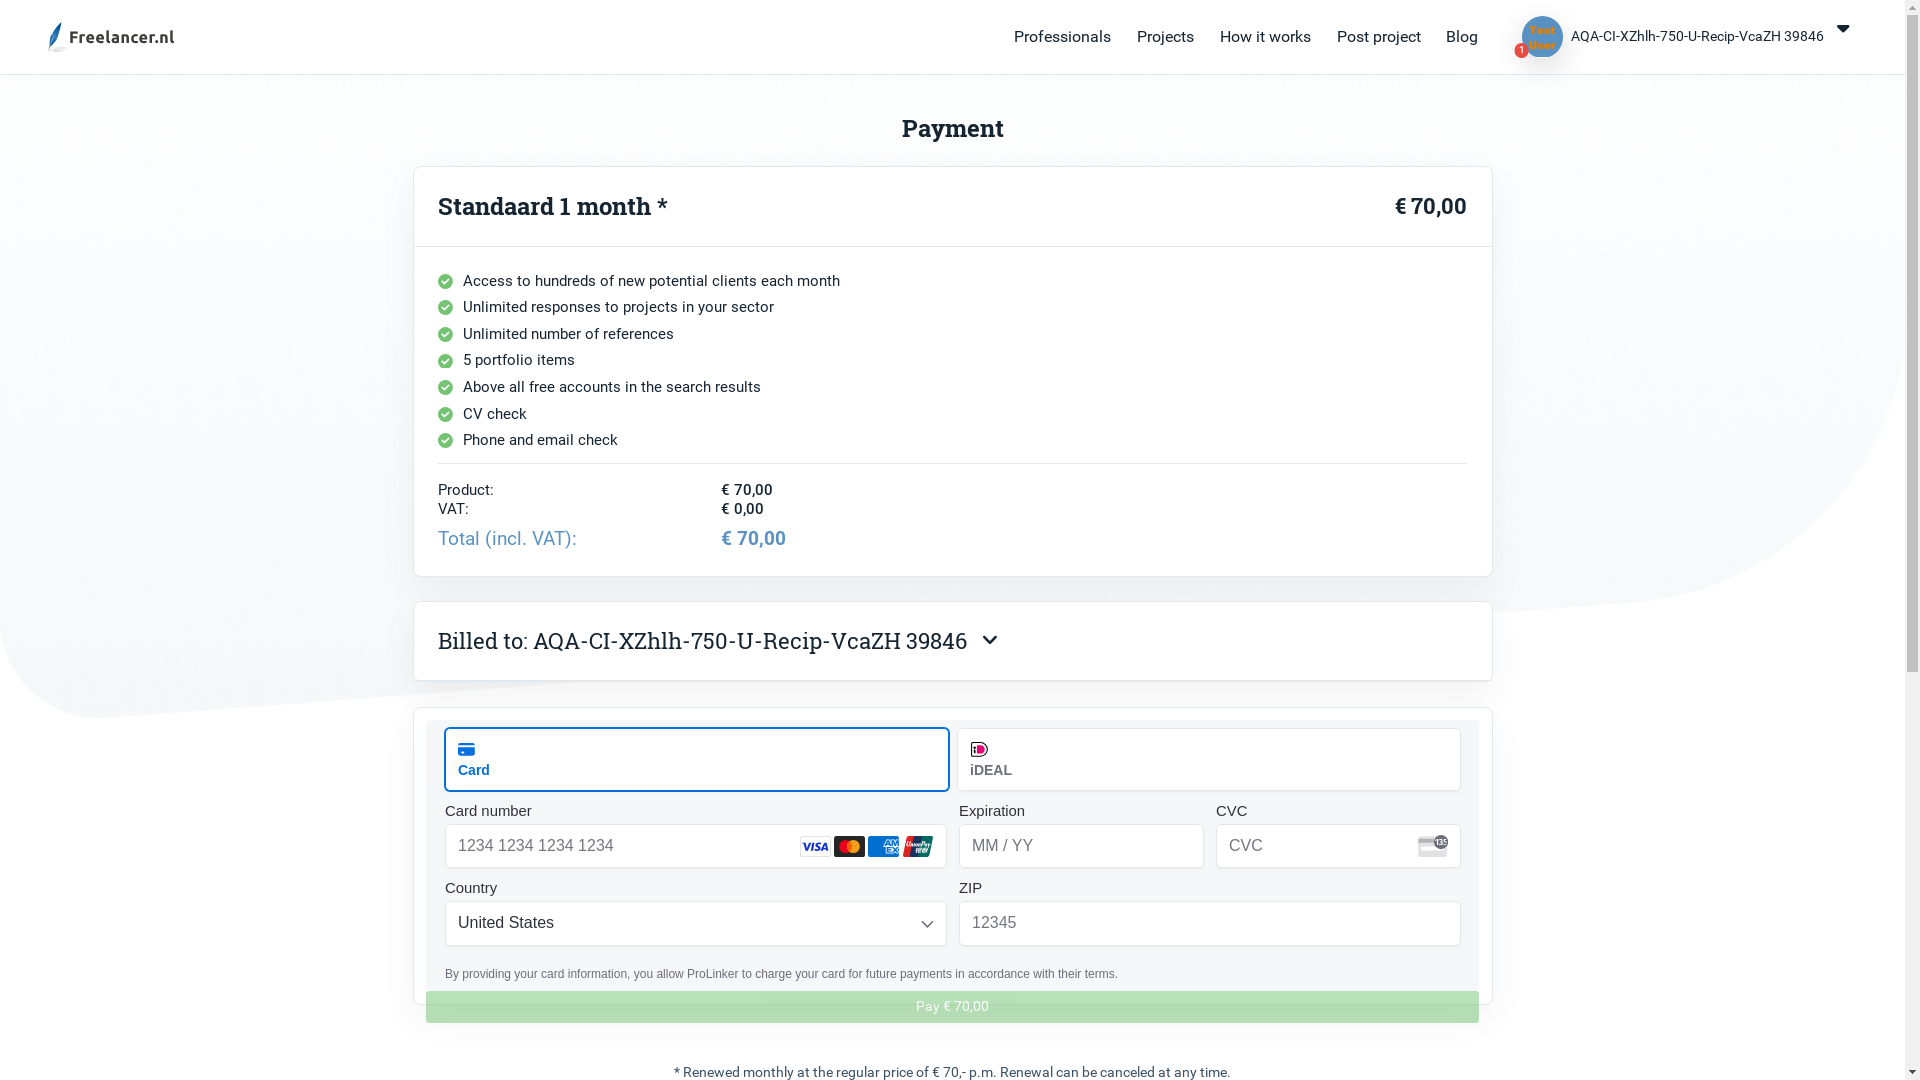 Freelancer.nl
Professionals
Projects
How it works
Post project
Blog
Test
User
1
AQA-CI-XZhlh-750-U-Recip-VcaZH 39846
Payment
Standaard 1 month *
€ 70,00
Access to hundreds of new potential clients each month
Unlimited responses to projects in your sector
Unlimited number of references
5 portfolio items
Above all free accounts in the search results
CV check
Phone and email check
Product: € 70,00
VAT: € 0,00
Total (incl. VAT): € 70,00
Billed to: AQA-CI-XZhlh-750-U-Recip-VcaZH 39846
Card
iDEAL
Card number
Expiration
CVC
1234 1234 1234 1234
VISA
AM
EX
UnionPay
MM / YY
CVC
135
Country
ZIP
United States
12345
By providing your card information, you allow ProLinker to charge your card for future payments in accordance with their terms.
Pay € 70,00
* Renewed monthly at the regular price of € 70,- p.m. Renewal can be canceled at any time.